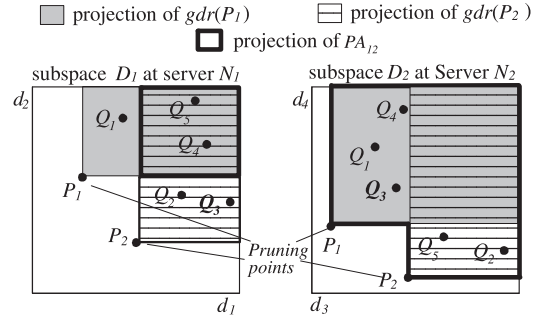 projection of gdr(P1)
projection of gdr(P2)
projection of PA12
subspace D1 at server N1
subspace D2 at Server N2
d2
Q1
Q5
Q4
P1
Q2
Q3
P2
d1
Pruning
points
d4
Q4
Q1
Q3
P1
Q5
Q2
P2
d3